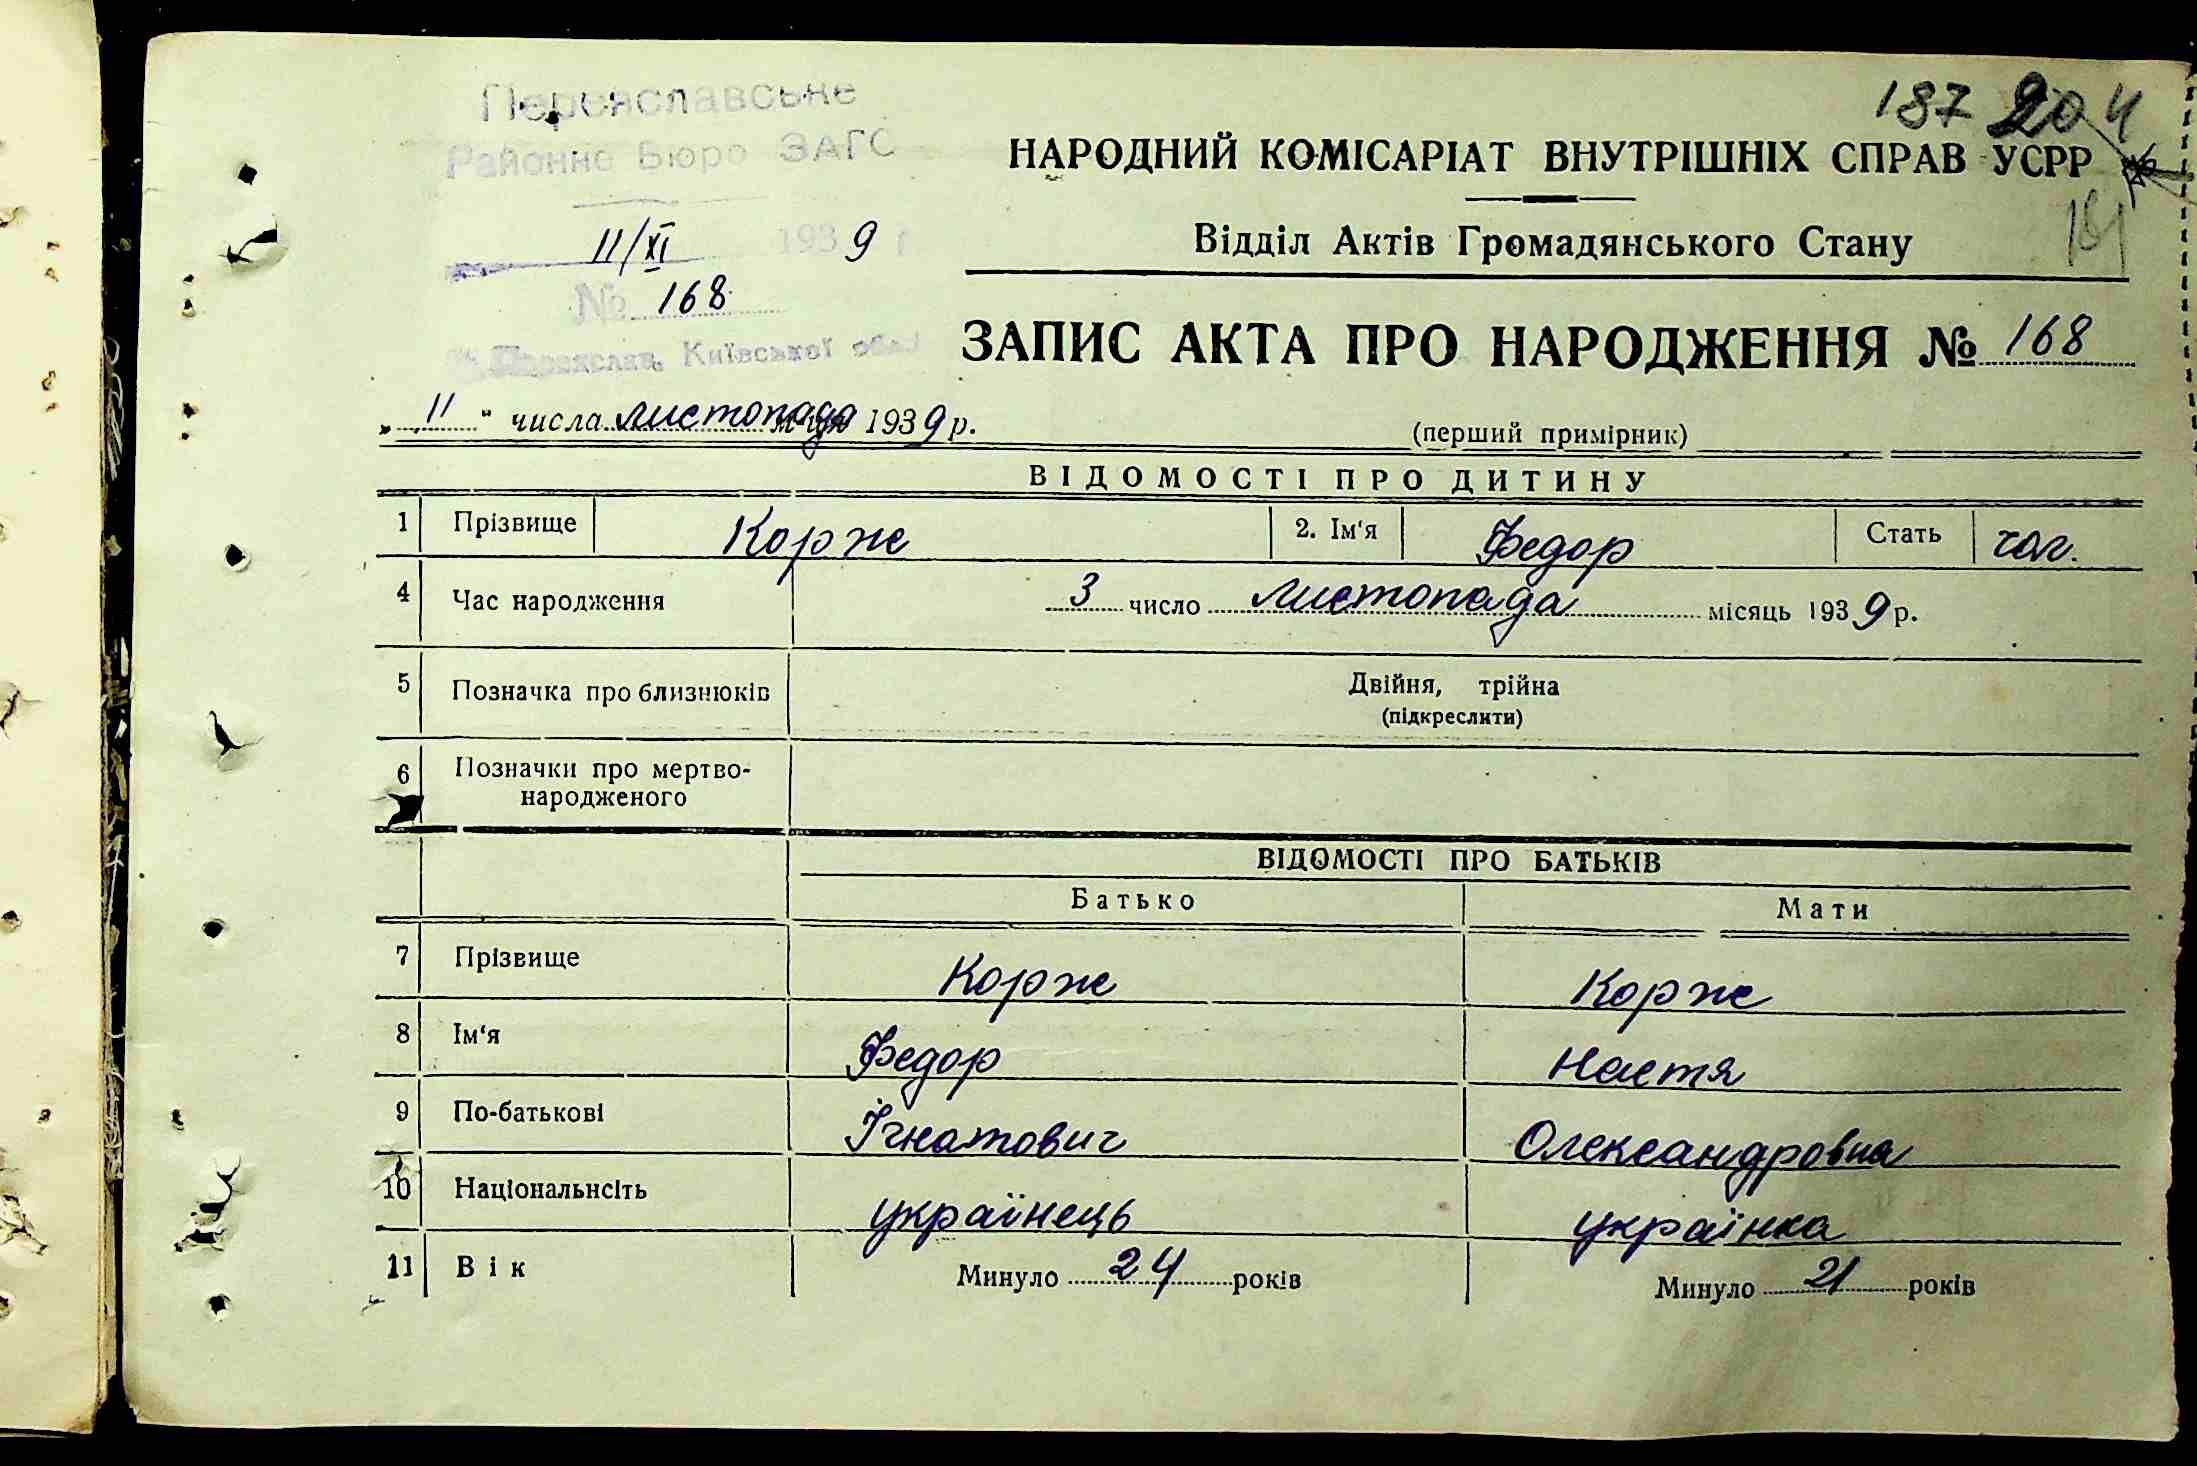 Переяславське
Районне Бюро ЗАГС
187 204
НАРОДНИЙ КОМІСАРІАТ ВНУТРІШНІХ СПРАВ УСРР
11/XI 1939 р
Відділ Актів Громадянського Стану
№ 168
ЗАПИС АКТА ПРО НАРОДЖЕННЯ № 168
Переяслав, Київської обл
„ 11 " числа листопада м-ця 1939 р.
(перший примірник)
ВІДОМОСТІ ПРО ДИТИНУ
1 Прізвище Корж 2. Ім'я Федор Стать чол.
4 Час народження 3 число листопада місяць 1939 р.
5 Позначка про близнюків Двійня, трійна
(підкреслити)
6 Позначки про мертво-
народженого
ВІДОМОСТІ ПРО БАТЬКІВ
Батько Мати
7 Прізвище Корж Корж
8 Ім'я Федор Настя
9 По-батькові Ігнатович Олександровна
10 Національнсіть українець українка
11 Вік Минуло 24 років Минуло 21 років